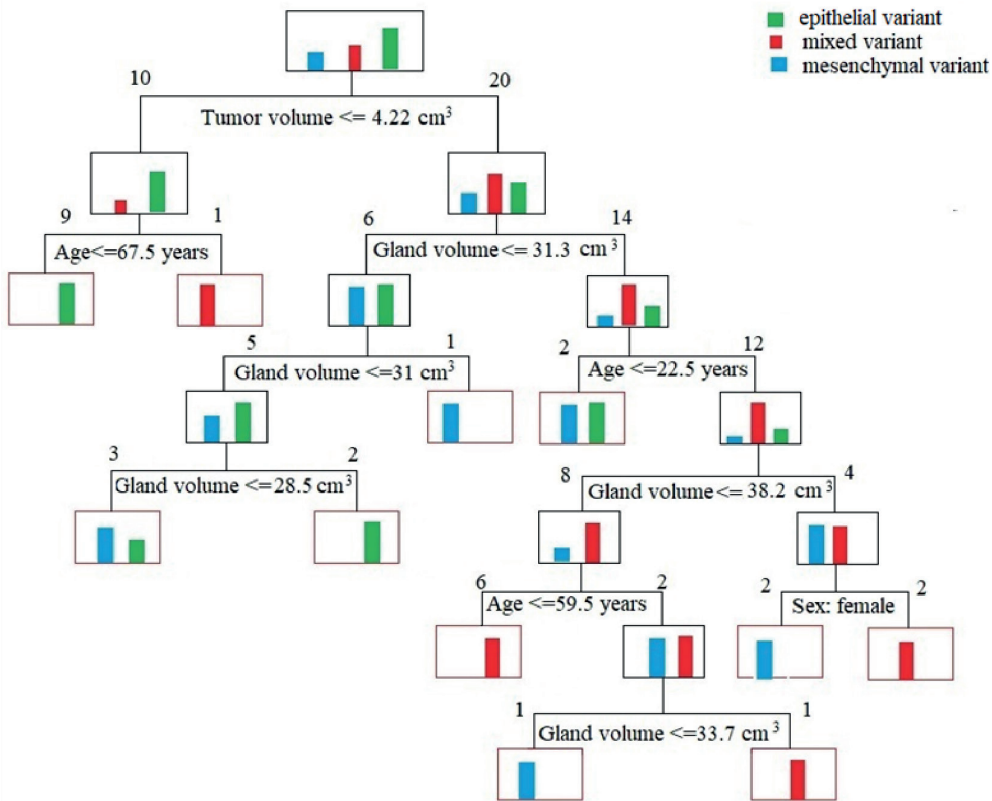 epithelial variant
mixed variant
mesenchymal variant
10 20
Tumor volume <= 4.22 cm³
9 1 6 14
Age<=67.5 years Gland volume<= 31.3 cm³
5 1 2 12
Gland volume <=31 cm³ Age <=22.5 years
3 2 8 4
Gland volume <=28.5 cm³ Gland volume<= 38.2 cm³
6 2 2 2
Age <=59.5 years Sex: female
1 1
Gland volume <=33.7 cm³